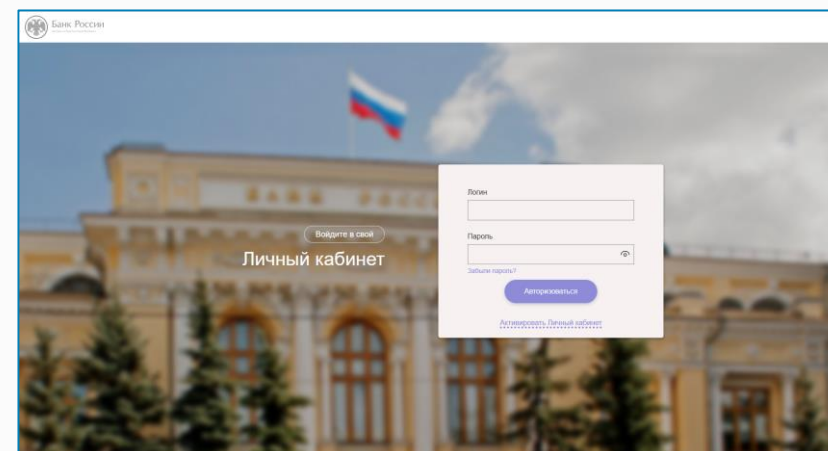 Банк России
Войдите в свой
Личный кабинет
Логин
Пароль
Забыли пароль?
Авторизоваться
Активировать Личный кабинет